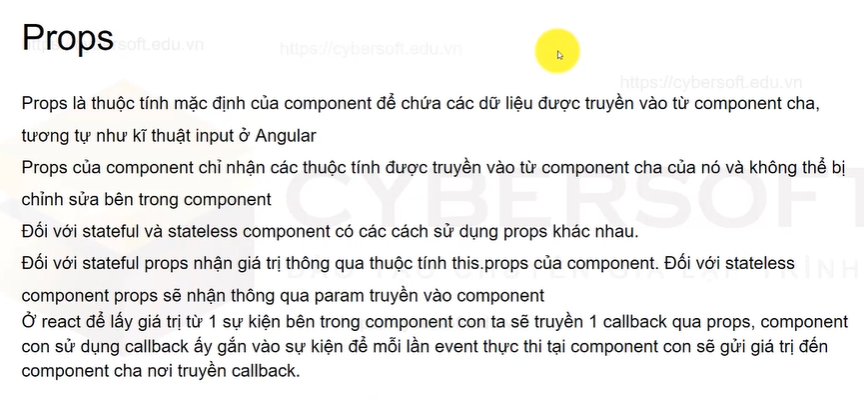 Props
https://cybersoft.edu.vn
https://cybersoft.edu.vn
Props là thuộc tính mặc định của component để chứa các dữ liệu được truyền vào từ component cha,
tương tự như kĩ thuật input ở Angular
Props của component chỉ nhận các thuộc tính được truyền vào từ component cha của nó và không thể bị
chỉnh sửa bên trong component
CYBERSOFT
Đối với stateful và stateless component có các cách sử dụng props khác nhau.
Đối với stateful props nhận giá trị thông qua thuộc tính this.props của component. Đối với stateless
component props sẽ nhận thông qua param truyền vào component
Ở react để lấy giá trị từ 1 sự kiện bên trong component con ta sẽ truyền 1 callback qua props, component
con sử dụng callback ấy gắn vào sự kiện để mỗi lần event thực thi tại component con sẽ gửi giá trị đến
component cha nơi truyền callback.